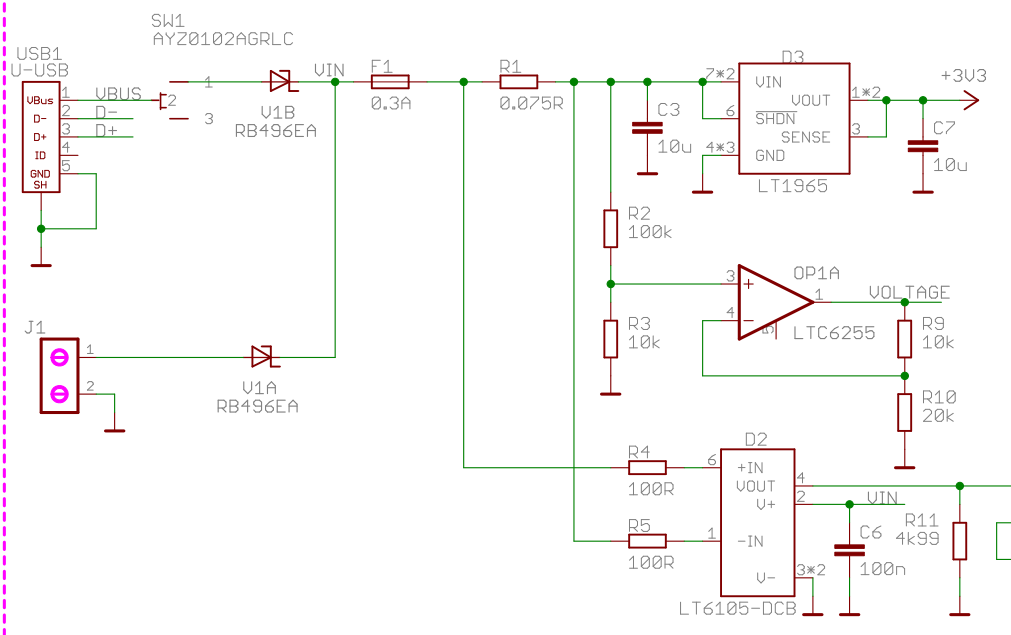 SW1
AYZ0102AGRLC
USB1
U-USB
VBus
D-
D+
ID
GND
SH
1
2
3
4
5
VBUS
D-
D+
2
1
3
V1B
RB496EA
VIN
F1
0.3A
R1
0.075R
C3
10u
D3
7*2
6
4*3
VIN
SHDN
GND
VOUT
SENSE
1*2
3
LT1965
+3V3
C7
10u
R2
100k
R3
10k
OP1A
3
4
+
-
5
1
LTC6255
VOLTAGE
R9
10k
R10
20k
J1
1
2
V1A
RB496EA
R4
100R
R5
100R
D2
6
1
+IN
VOUT
V+
-IN
V-
4
2
3*2
LT6105-DCB
VIN
C6
100n
R11
4k99